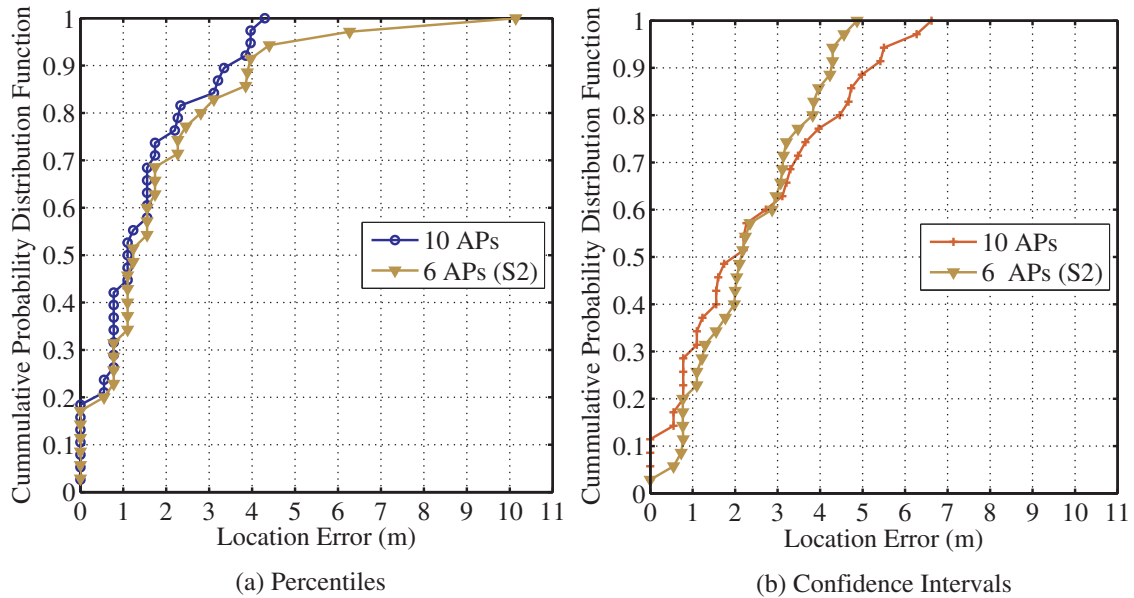 Cummulative Probability Distribution Function
1
0.9
0.8
0.7
0.6
0.5
0.4
0.3
0.2
0.1
0
0 1 2 3 4 5 6 7 8 9 10 11
Location Error (m)
10 APs
6 APs (S2)
(a) Percentiles
Cummulative Probability Distribution Function
1
0.9
0.8
0.7
0.6
0.5
0.4
0.3
0.2
0.1
0
0 1 2 3 4 5 6 7 8 9 10 11
Location Error (m)
10 APs
6 APs (S2)
(b) Confidence Intervals